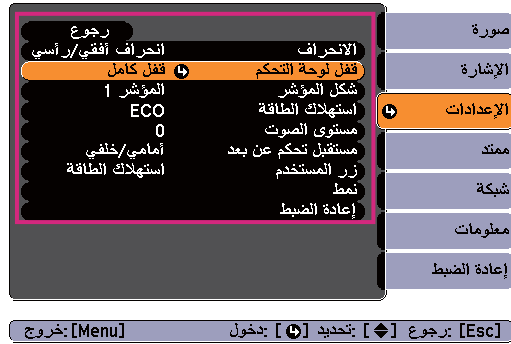 صورة
الإشارة
الإعدادات
ممتد
شبكة
معلومات
إعادة الضبط
رجوع
الانحراف انحراف أفقي/رأسي
قفل لوحة التحكم قفل كامل
شكل المؤشر المؤشر 1
استهلاك الطاقة ECO
مستوى الصوت 0
مستقبل تحكم عن بعد أمامي/خلفي
زر المستخدم استهلاك الطاقة
نمط
إعادة الضبط
[Esc] :رجوع [ ] :تحديد [ ] :دخول [Menu] :خروج